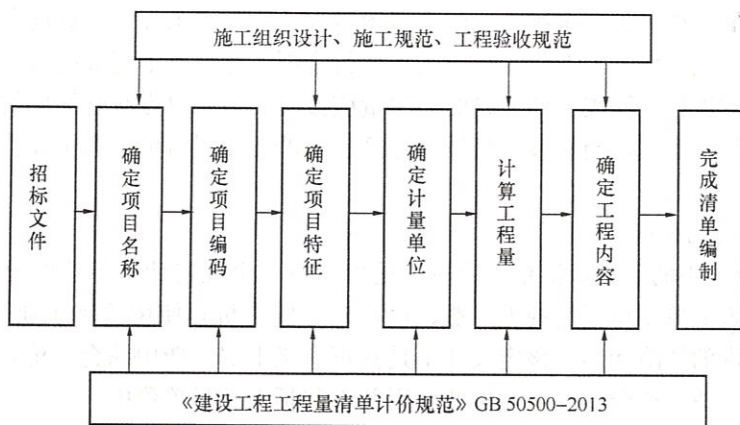 施工组织设计、施工规范、工程验收规范
招标文件
确定项目名称
确定项目编码
确定项目特征
确定计量单位
计算工程量
确定工程内容
完成清单编制
《建设工程工程量清单计价规范》GB 50500-2013